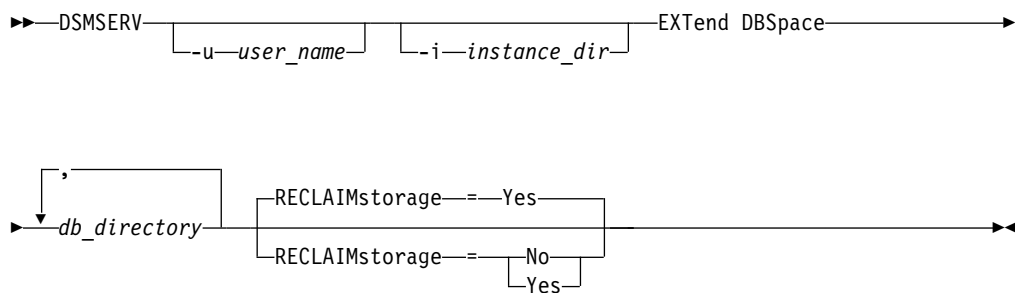 DSMSERV EXTend DBSpace
-u user_name -i instance_dir
,
RECLAIMstorage = Yes
db_directory
RECLAIMstorage = No
Yes